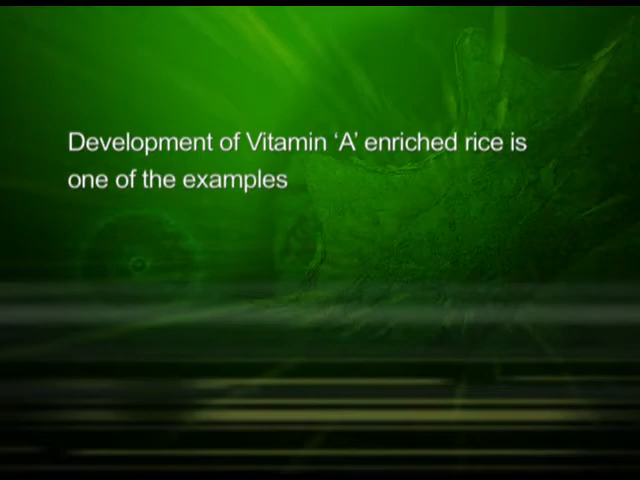 Development of Vitamin ‘A’ enriched rice is
one of the examples